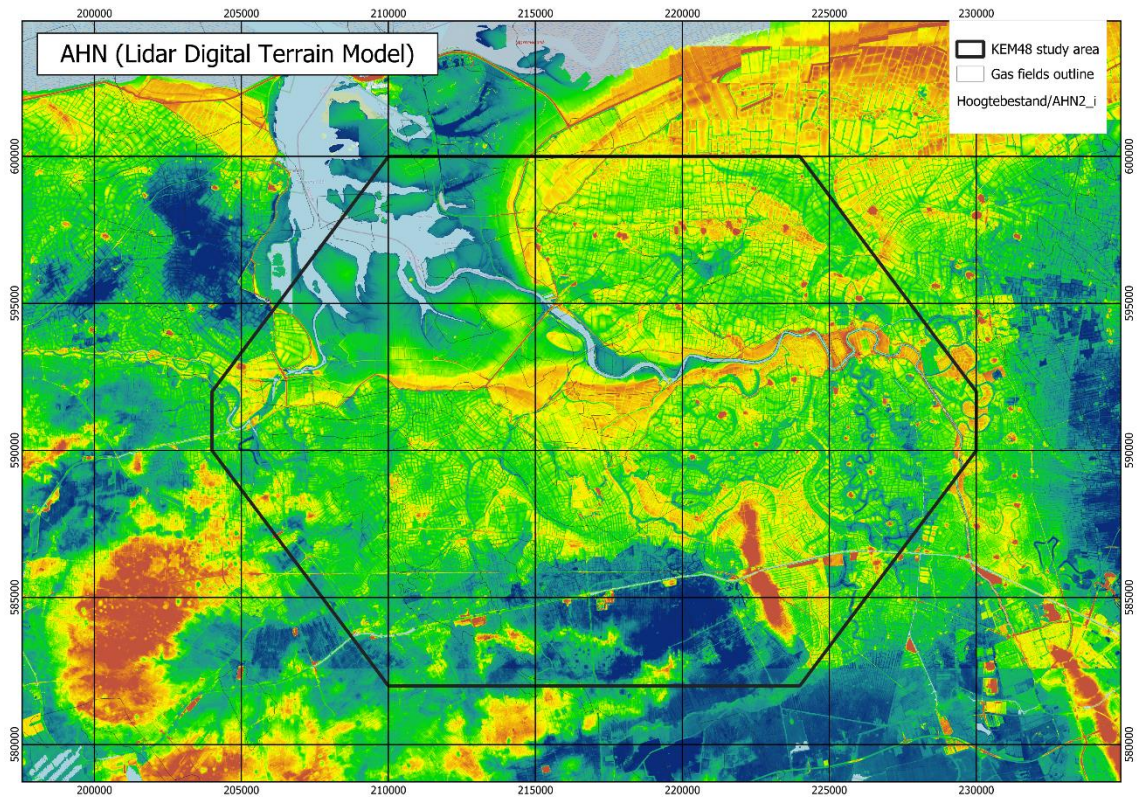 200000 205000 210000 215000 220000 225000 230000
AHN (Lidar Digital Terrain Model)
KEM48 study area
Gas fields outline
Hoogtebestand/AHN2_i
600000 600000
595000 595000
590000 590000
585000 585000
580000 580000
200000 205000 210000 215000 220000 225000 230000